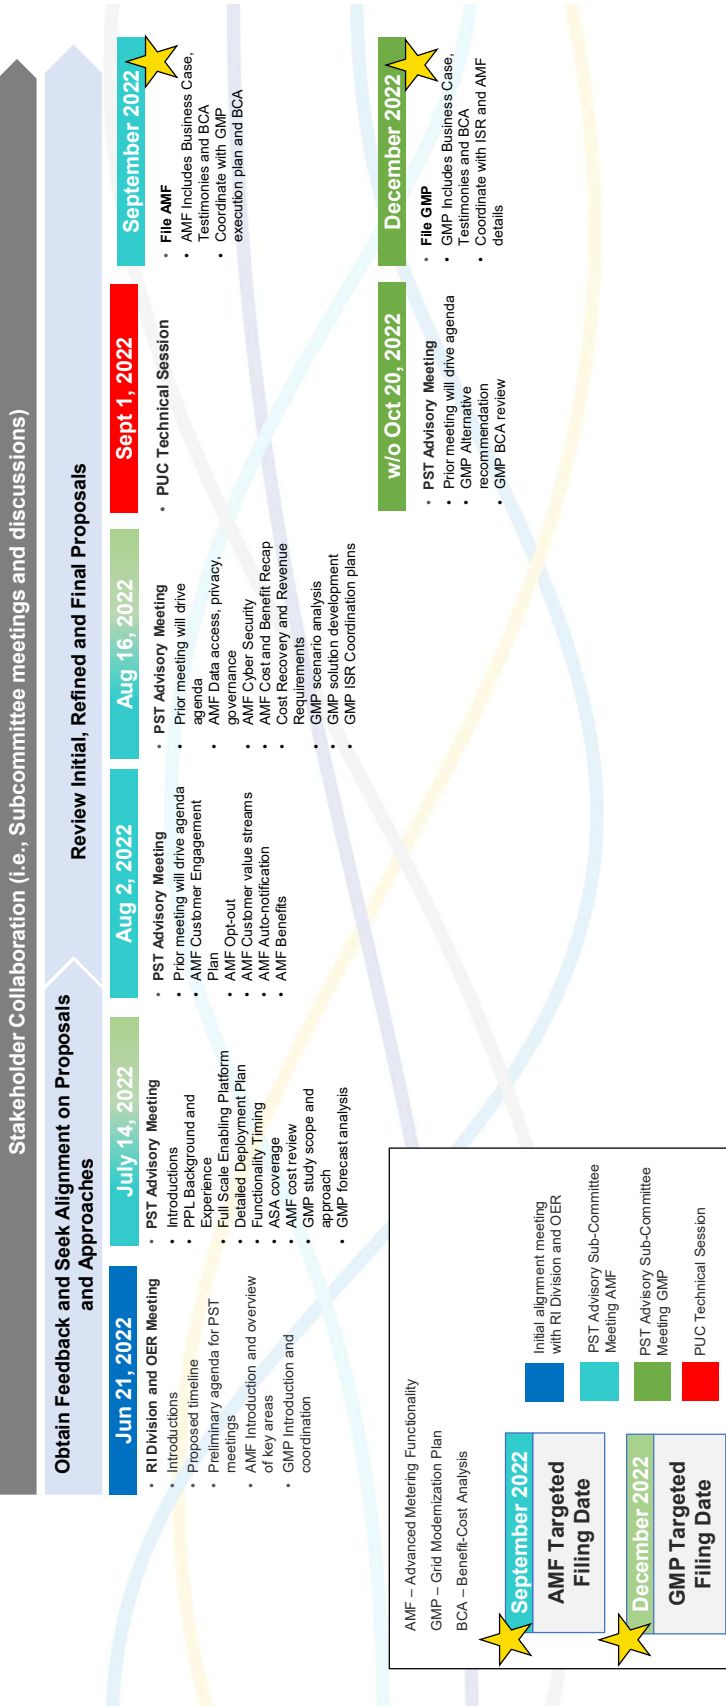 Stakeholder Collaboration (i.e., Subcommittee meetings and discussions)
Obtain Feedback and Seek Alignment on Proposals
and Approaches
Review Initial, Refined and Final Proposals
Jun 21, 2022
• RI Division and OER Meeting
• Introductions
• Proposed timeline
• Preliminary agenda for PST
meetings
• AMF Introduction and overview
of key areas
• GMP Introduction and
coordination
July 14, 2022
• PST Advisory Meeting
• Introductions
• PPL Background and
Experience
• Full Scale Enabling Platform
• Detailed Deployment Plan
• Functionality Timing
• ASA coverage
• AMF cost review
• GMP study scope and
approach
• GMP forecast analysis
Aug 2, 2022
• PST Advisory Meeting
• Prior meeting will drive agenda
• AMF Customer Engagement
Plan
• AMF Opt-out
• AMF Customer value streams
• AMF Auto-notification
• AMF Benefits
Aug 16, 2022
• PST Advisory Meeting
• Prior meeting will drive
agenda
• AMF Data access, privacy,
governance
• AMF Cyber Security
• AMF Cost and Benefit Recap
• Cost Recovery and Revenue
Requirements
• GMP scenario analysis
• GMP solution development
• GMP ISR Coordination plans
Sept 1, 2022
• PUC Technical Session
September 2022
• File AMF
• AMF Includes Business Case,
Testimonies and BCA
• Coordinate with GMP
execution plan and BCA
w/o Oct 20, 2022
• PST Advisory Meeting
• Prior meeting will drive agenda
• GMP Alternative
recommendation
• GMP BCA review
December 2022
• File GMP
• GMP Includes Business Case,
Testimonies and BCA
• Coordinate with ISR and AMF
details
AMF – Advanced Metering Functionality
GMP – Grid Modernization Plan
BCA – Benefit-Cost Analysis
September 2022
AMF Targeted
Filing Date
December 2022
GMP Targeted
Filing Date
Initial alignment meeting
with RI Division and OER
PST Advisory Sub-Committee
Meeting AMF
PST Advisory Sub-Committee
Meeting GMP
PUC Technical Session